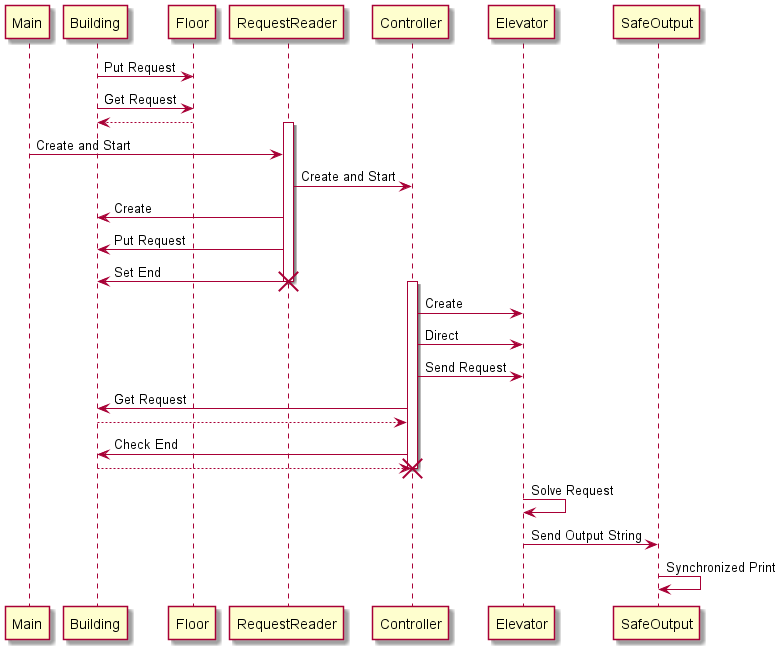 Main Building Floor RequestReader Controller Elevator SafeOutput
Put Request
Get Request
Create and Start
Create and Start
Create
Put Request
Set End
Create
Direct
Send Request
Get Request
Check End
Solve Request
Send Output String
Synchronized Print
Main Building Floor RequestReader Controller Elevator SafeOutput